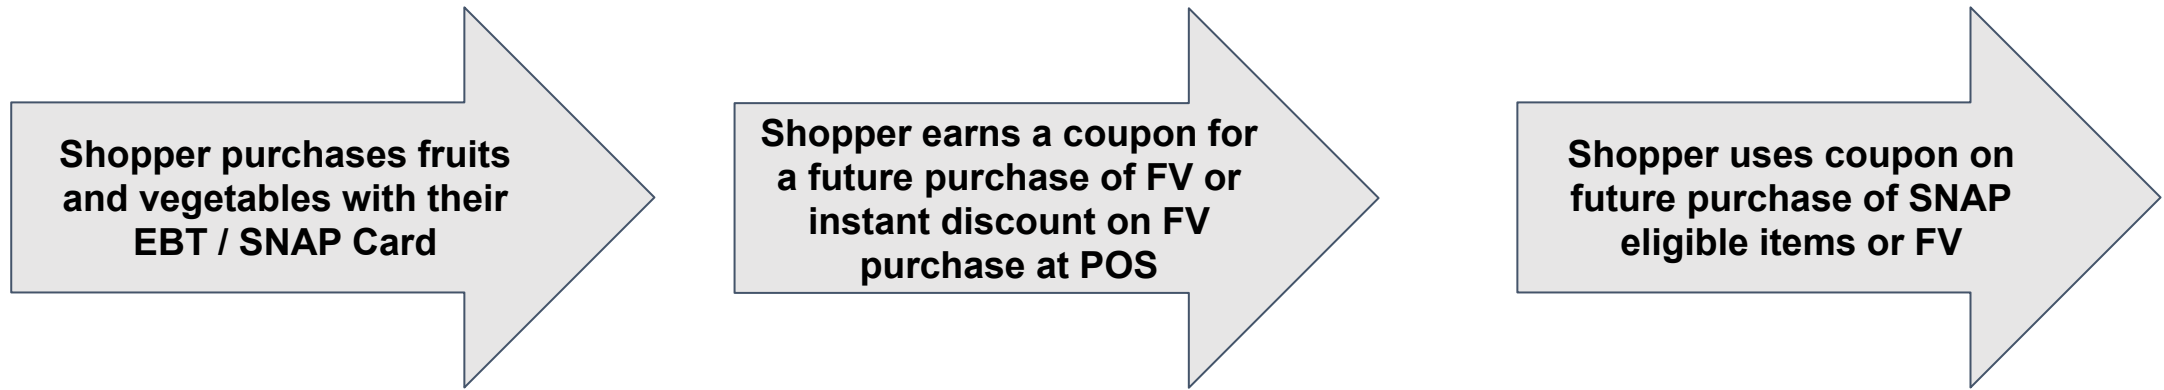 Shopper purchases fruits
and vegetables with their
EBT / SNAP Card
Shopper earns a coupon for
a future purchase of FV or
instant discount on FV
purchase at POS
Shopper uses coupon on
future purchase of SNAP
eligible items or FV